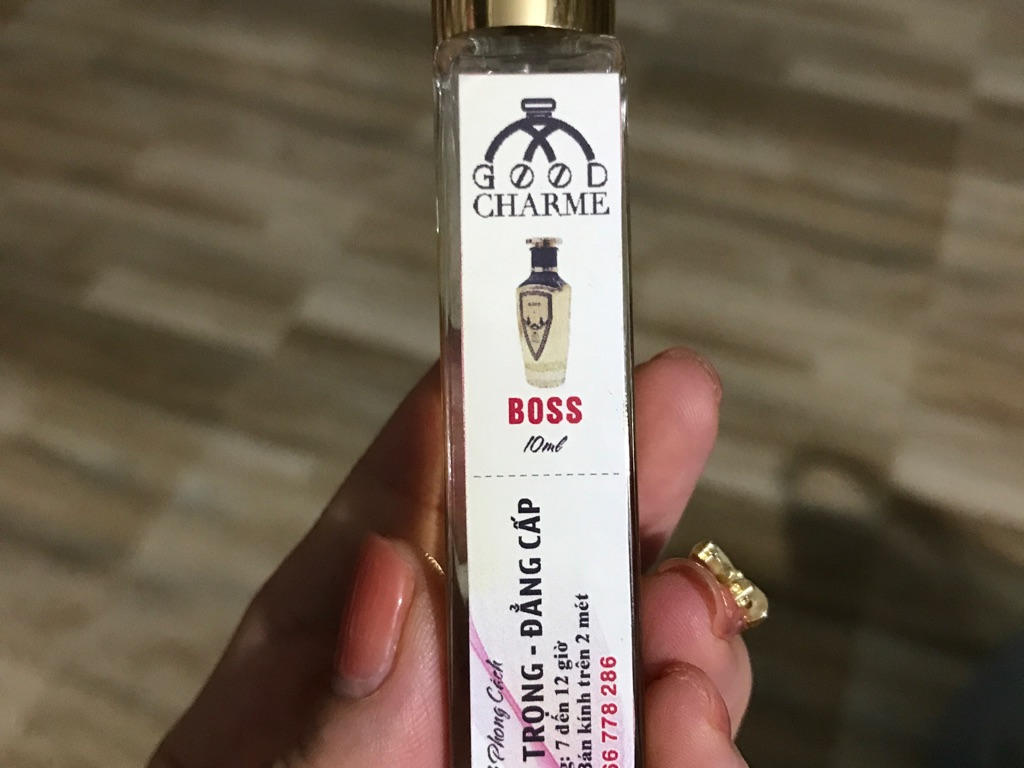 GOOD
CHARME
BOSS
10ml
Phong Cách
TRỌNG - ĐẲNG CẤP
: 7 đến 12 giờ
Bán kính trên 2 mét
66 778 286